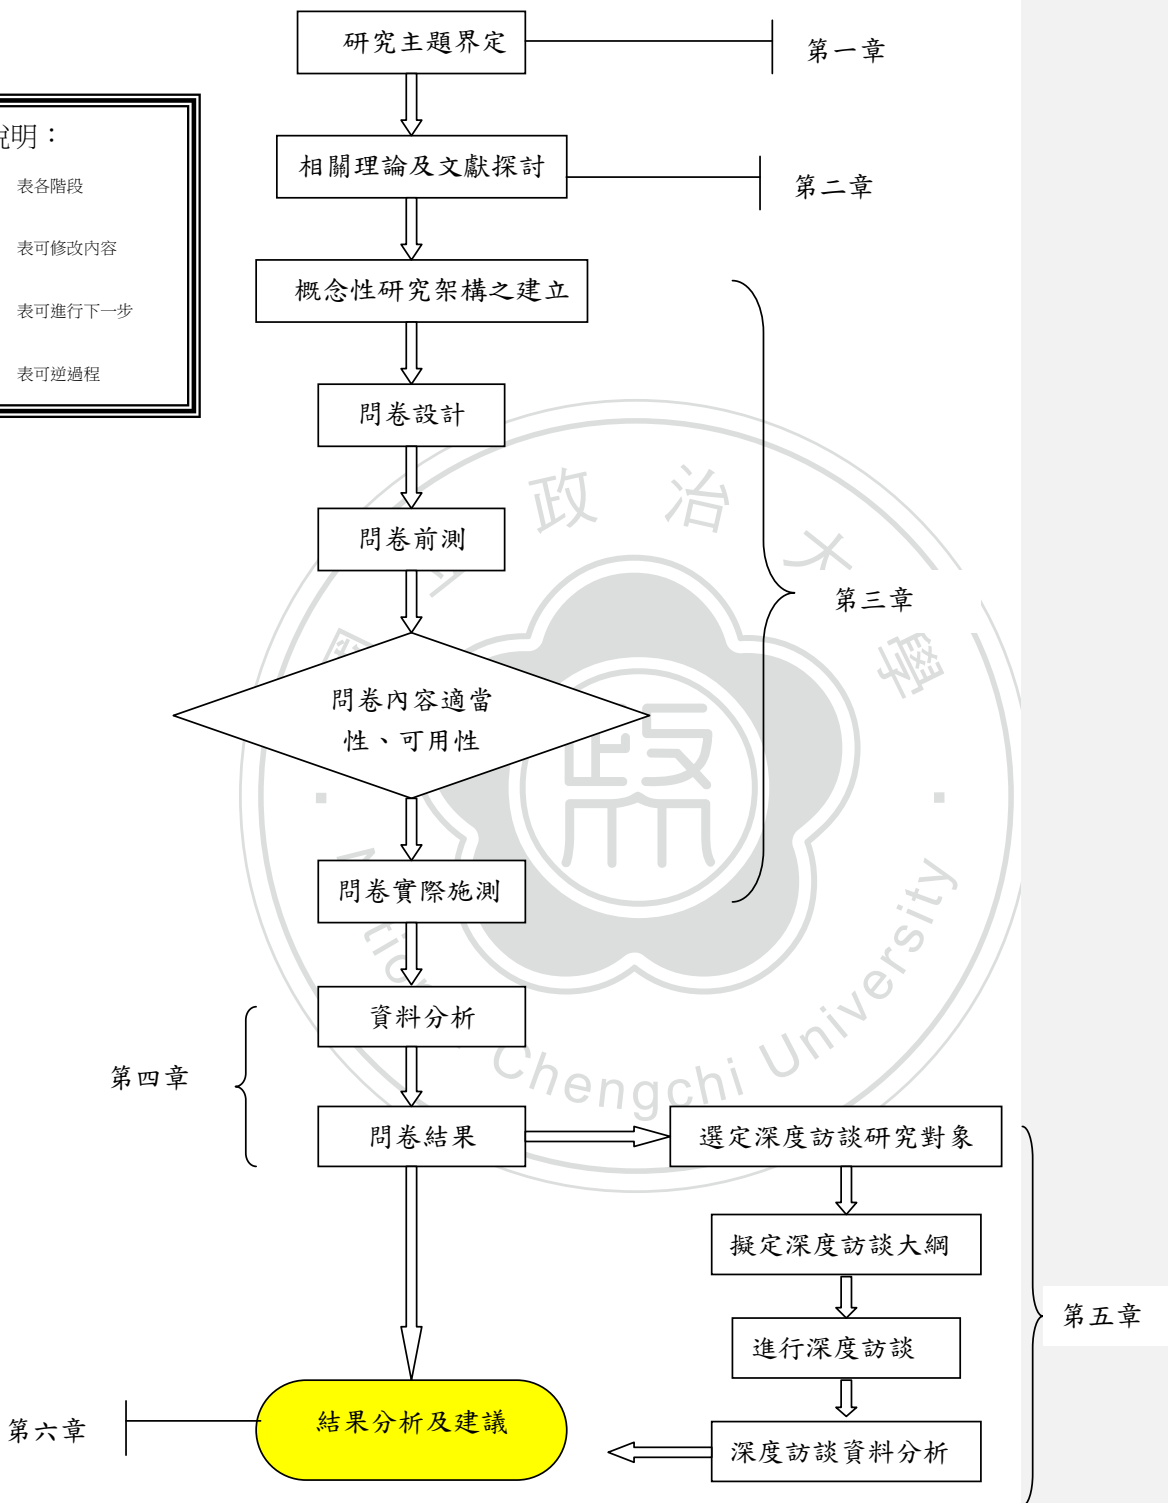 研究主題界定
第一章
說明：
相關理論及文獻探討
表各階段
第二章
表可修改內容
概念性研究架構之建立
表可進行下一步
表可逆過程
問卷設計
政 治 大 學
問卷前測
第三章
問卷內容適當
性、可用性
政
問卷實際施測
資料分析
Chengchi University
第四章
問卷結果
選定深度訪談研究對象
擬定深度訪談大綱
第五章
進行深度訪談
結果分析及建議
第六章
深度訪談資料分析